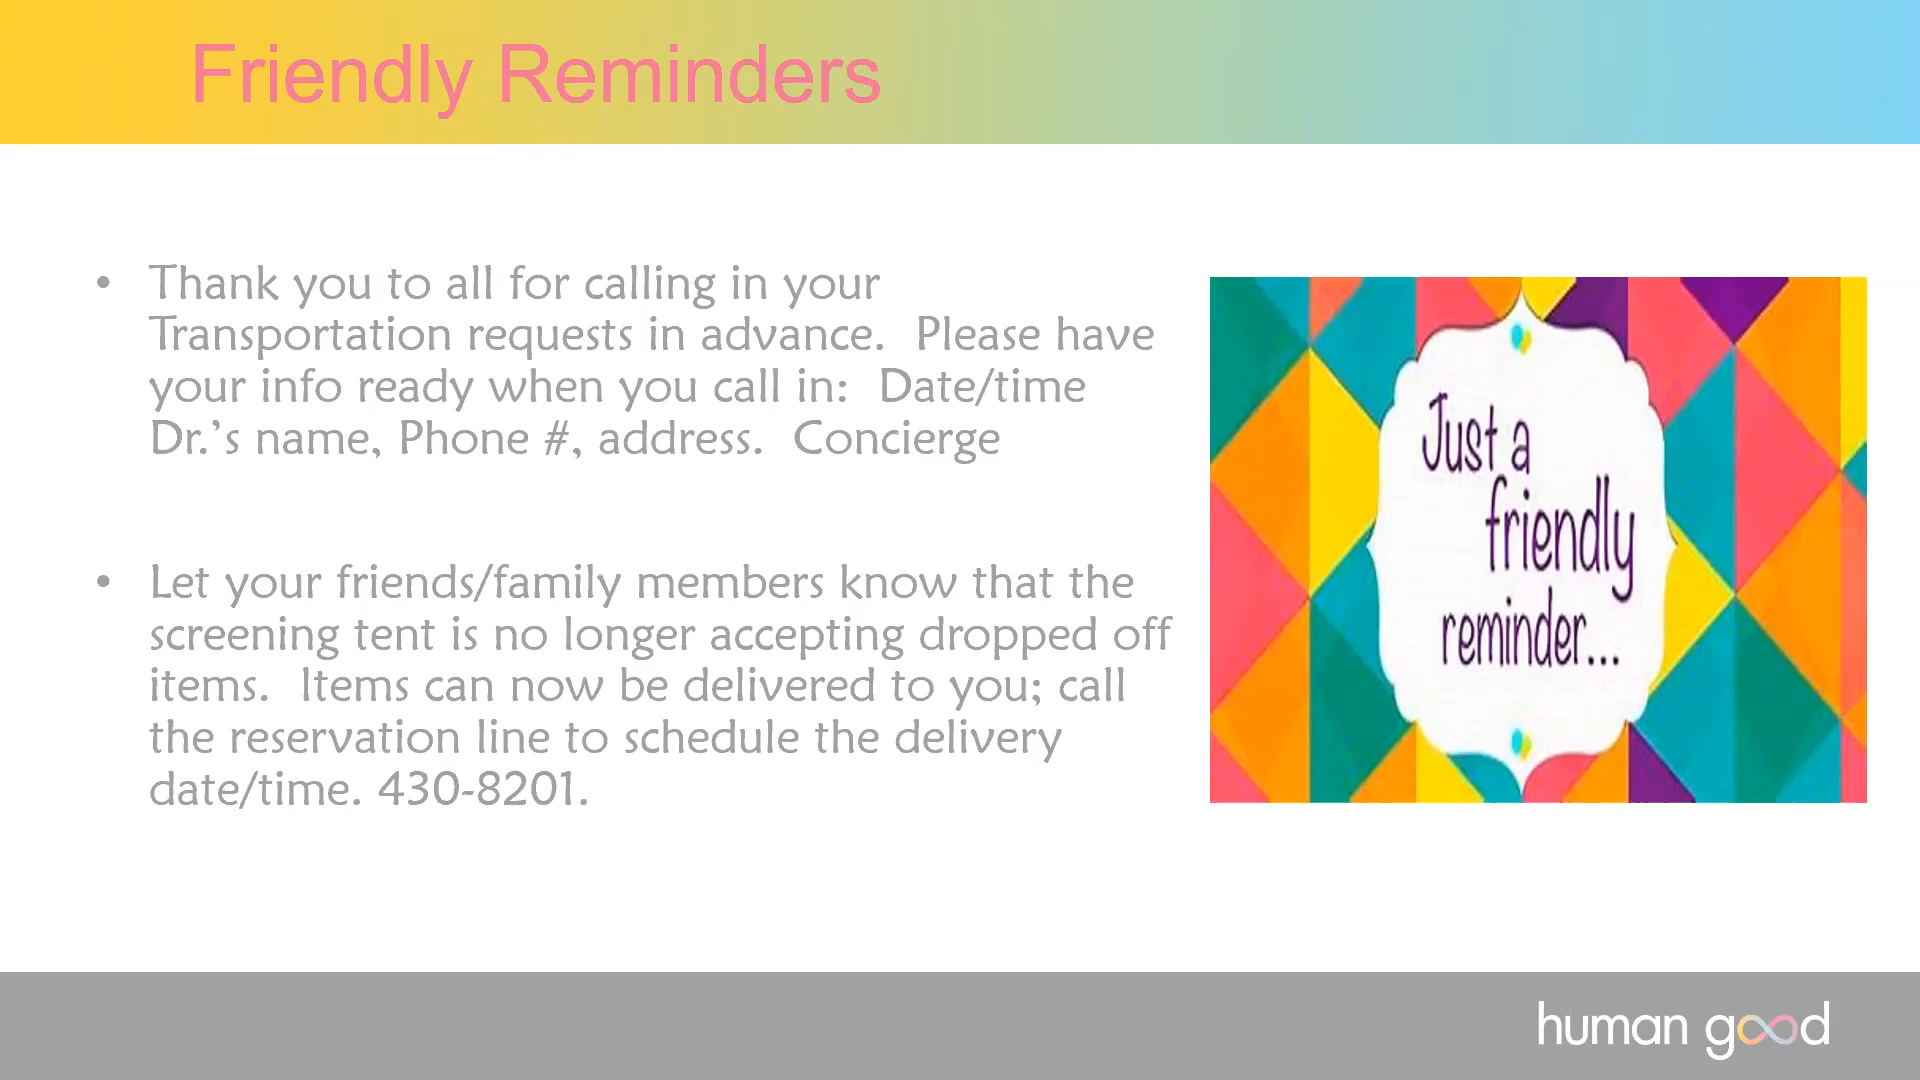 Friendly Reminders
• Thank you to all for calling in your
Transportation requests in advance.  Please have
your info ready when you call in:  Date/time
Dr.’s name, Phone #, address.  Concierge
• Let your friends/family members know that the
screening tent is no longer accepting dropped off
items.  Items can now be delivered to you; call
the reservation line to schedule the delivery
date/time. 430-8201.
Just a
friendly
reminder...
human good